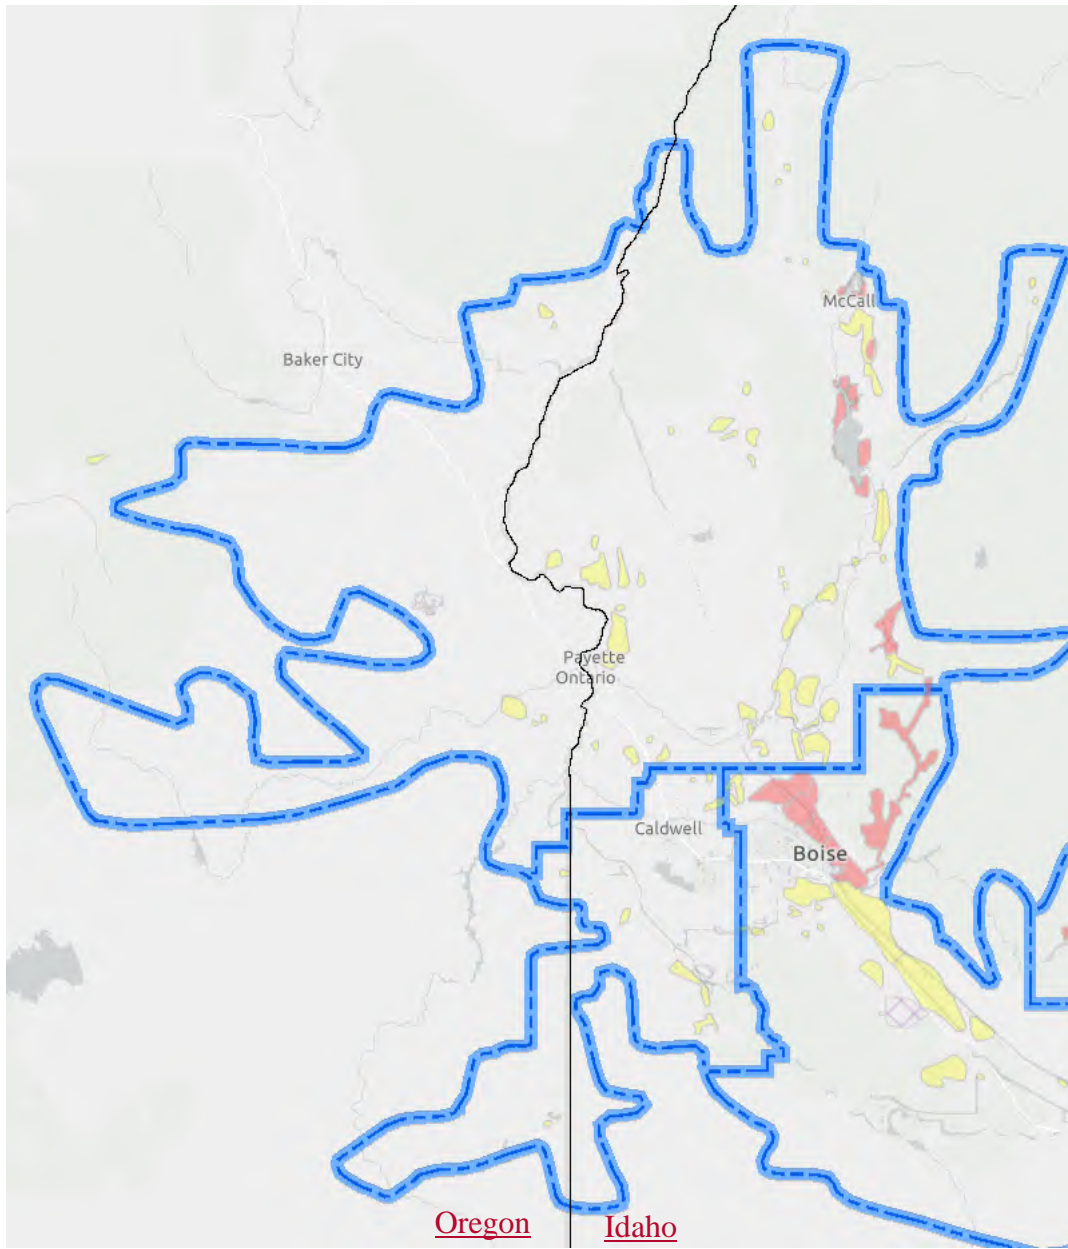 McCall
Baker City
Payette
Ontario
Caldwell
Boise
Oregon
Idaho